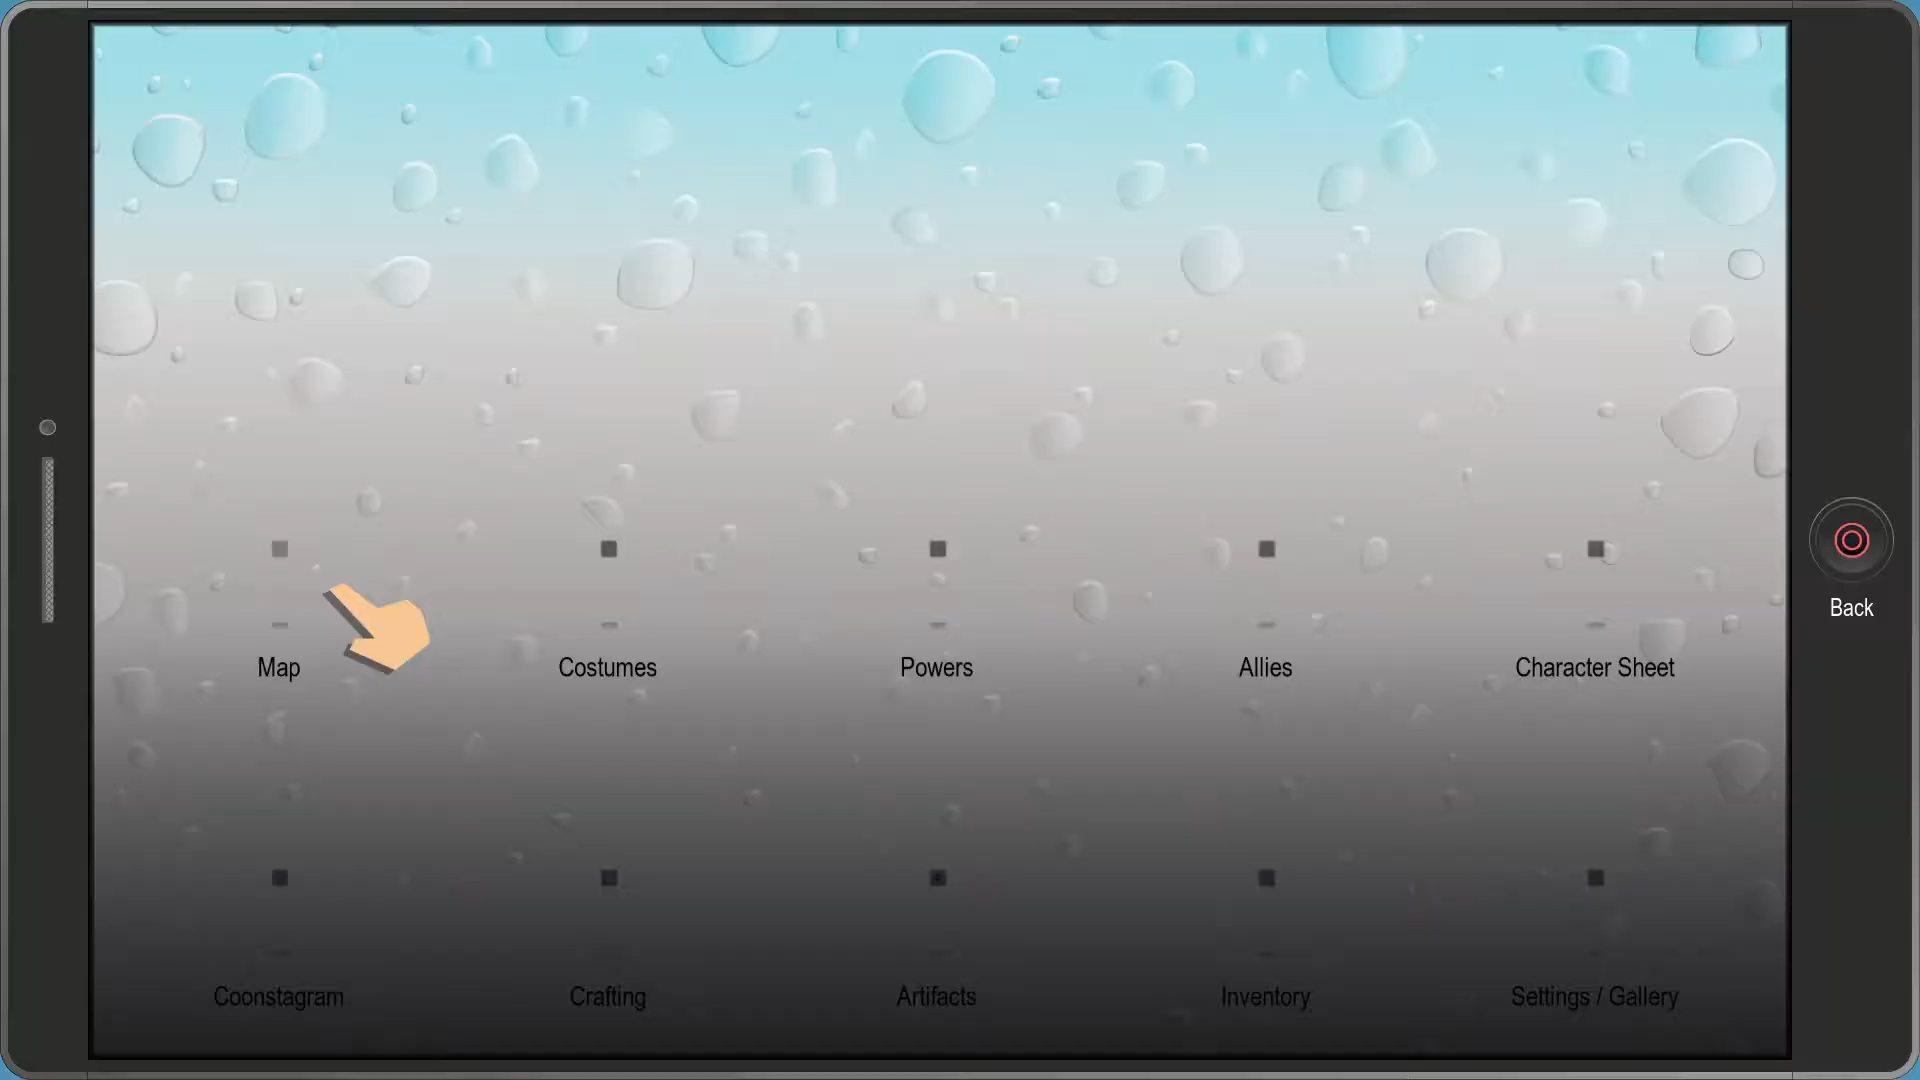 Back
Map
Costumes
Powers
Allies
Character Sheet
Coonstagram
Crafting
Artifacts
Inventory
Settings / Gallery